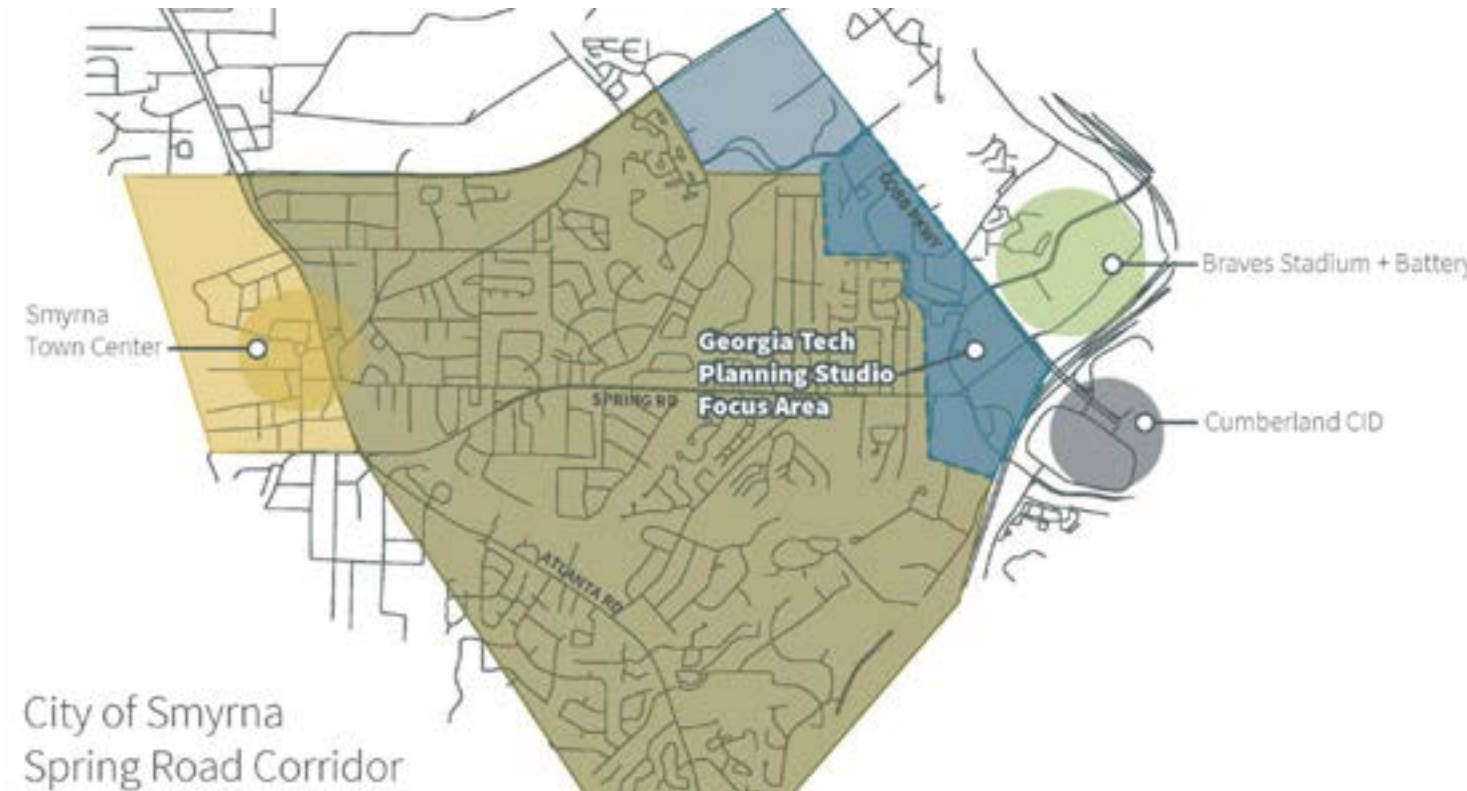 COBB PKWY
Braves Stadium + Battery
Smyrna
Town Center
Georgia Tech
Planning Studio
Focus Area
SPRING RD
Cumberland CID
ATLANTA RD
City of Smyrna
Spring Road Corridor